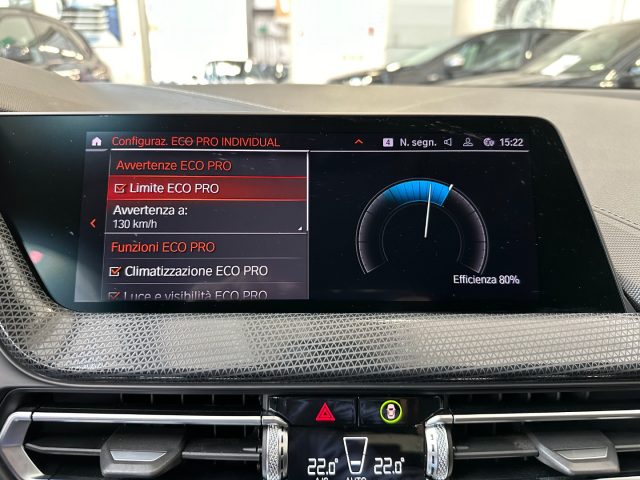 Configuraz. ECO PRO INDIVIDUAL
4 N. segn. 15:22
Avvertenze ECO PRO
Limite ECO PRO
Avvertenza a:
130 km/h
Funzioni ECO PRO
Climatizzazione ECO PRO
Luce e visibilità ECO PRO
Efficienza 80%
22.0° 22.0°
A/C AUTO